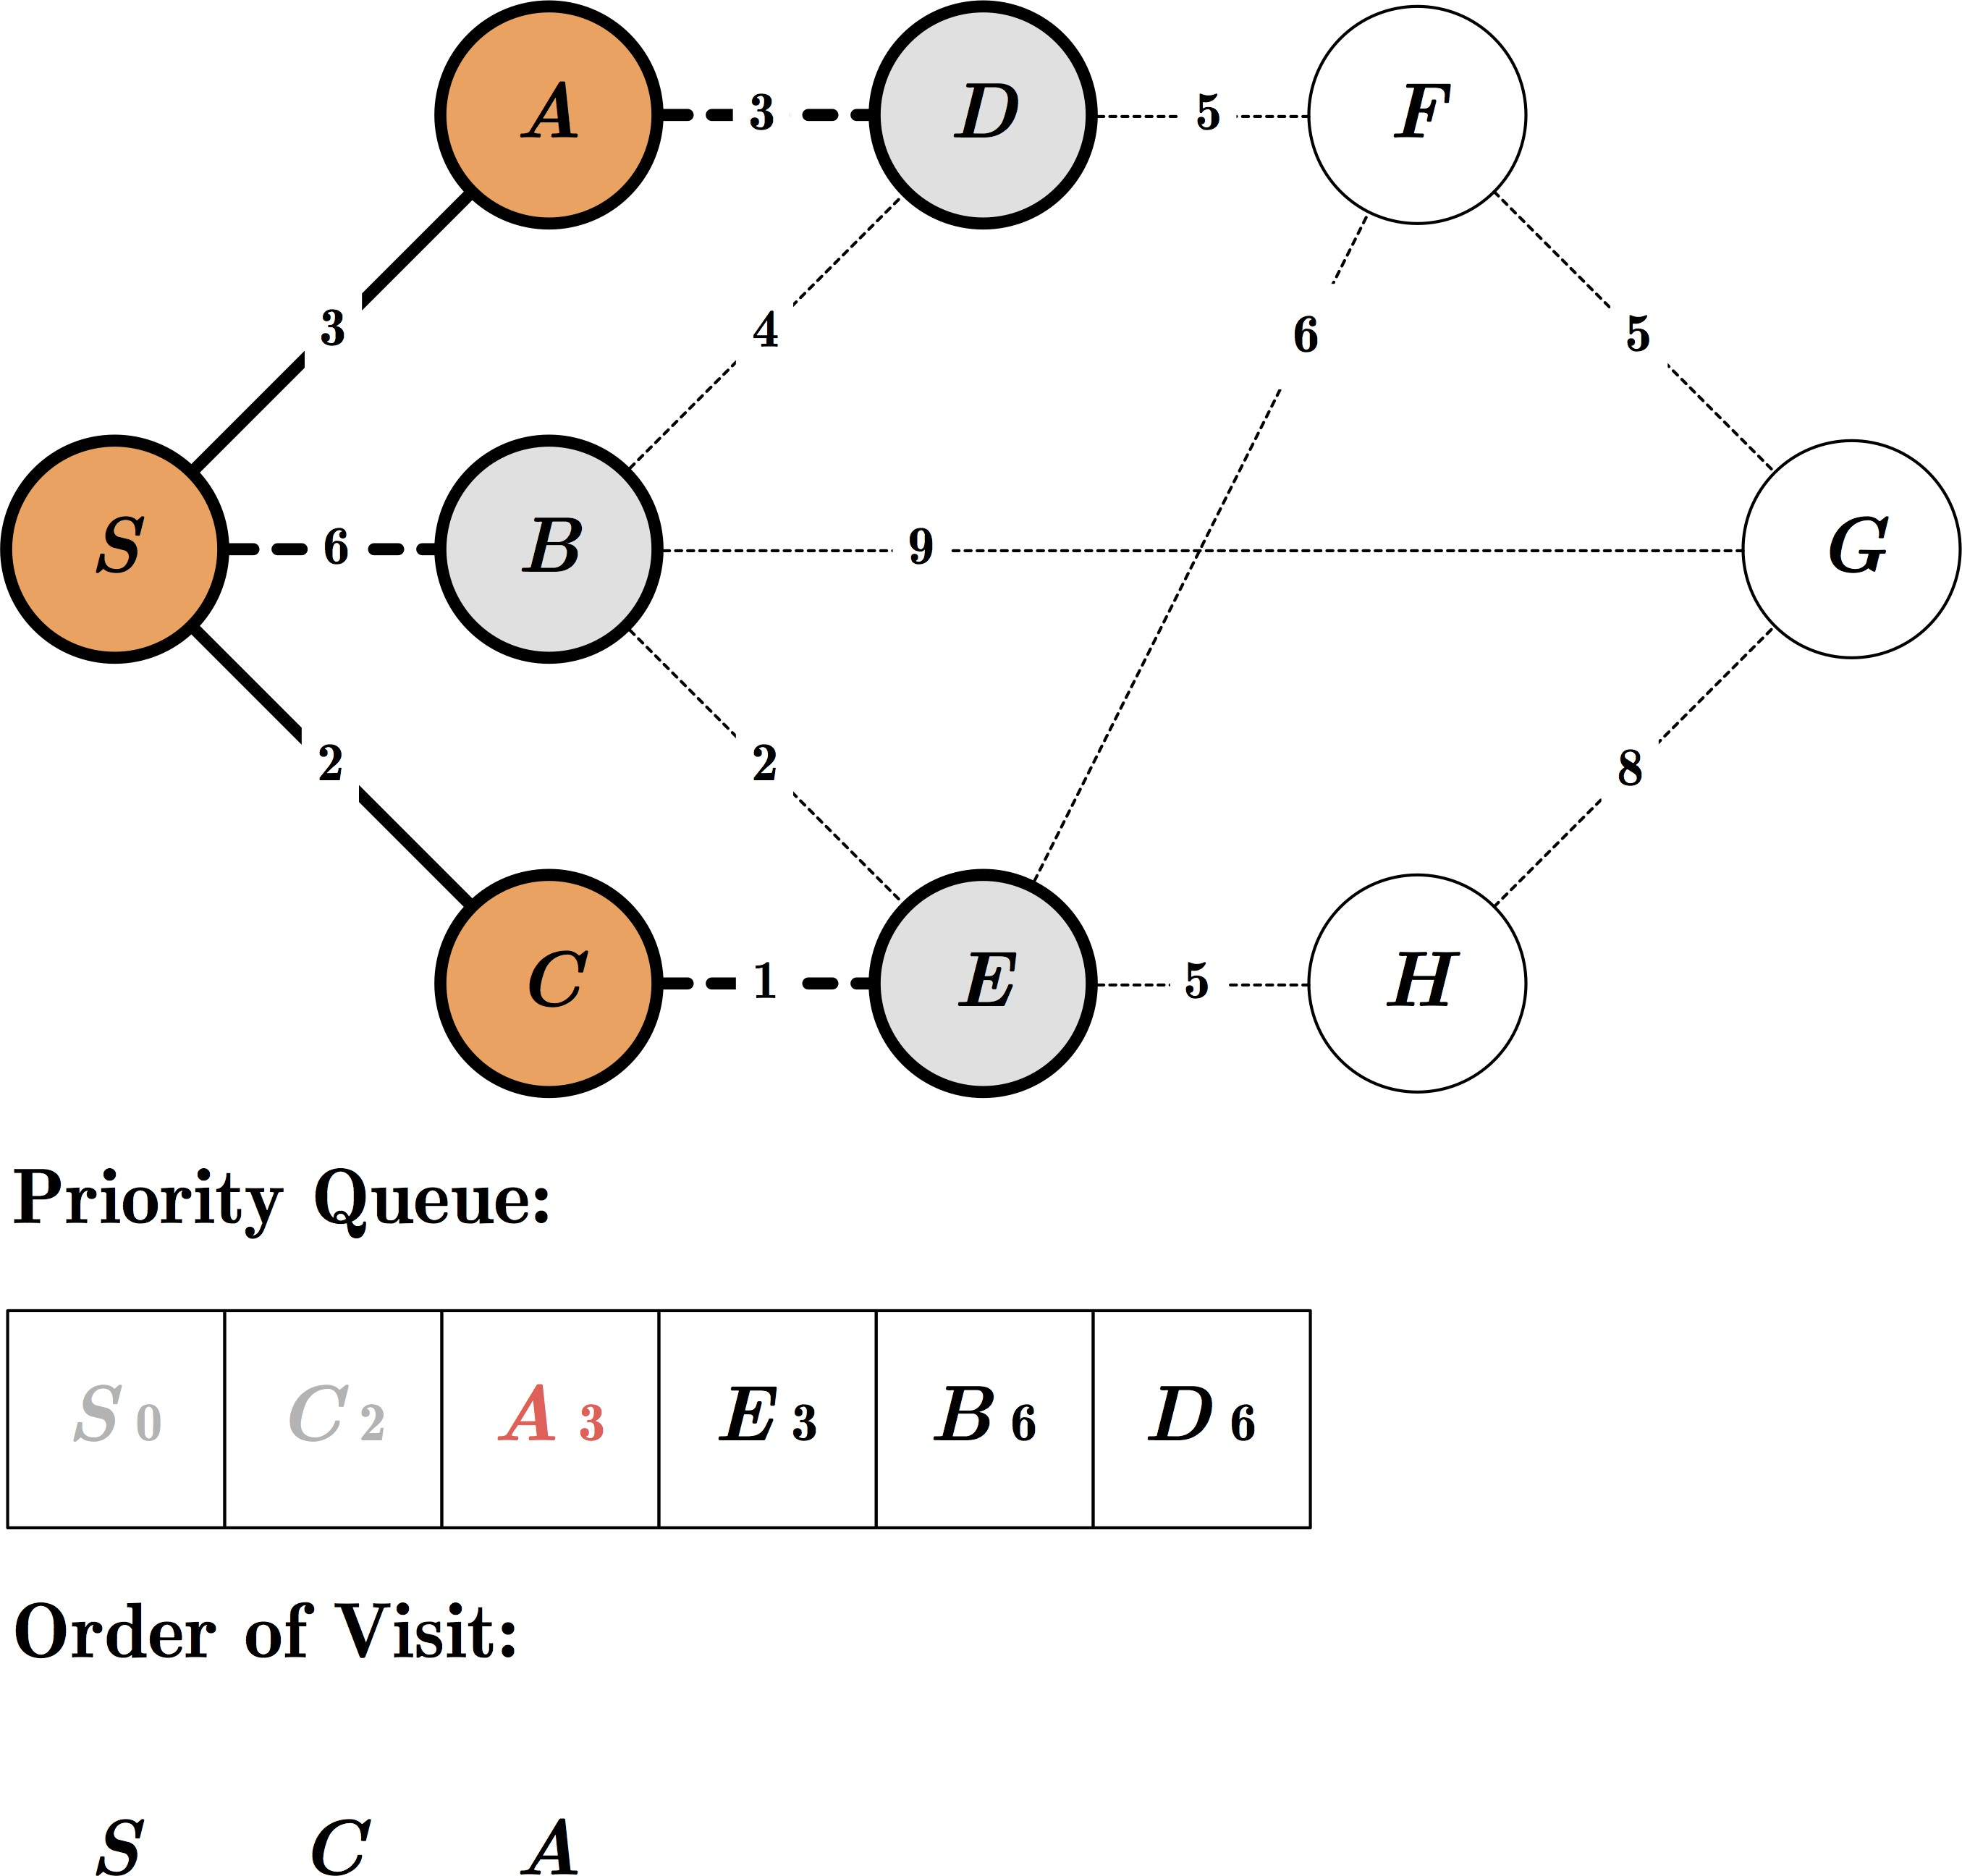 A 3 D 5 F
3 4 6 5
S 6 B 9 G
2 2 8
C 1 E 5 H
Priority Queue:
S 0 C 2 A 3 E 3 B 6 D 6
Order of Visit:
S C A